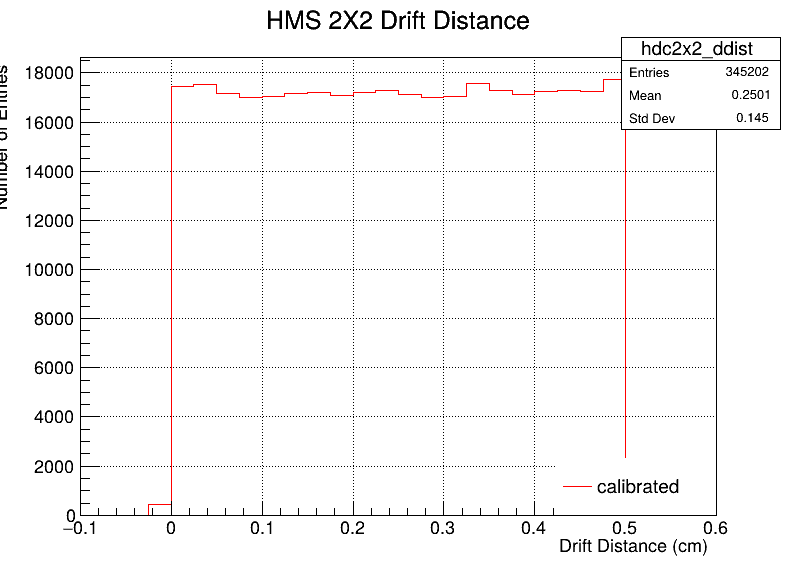 HMS 2X2 Drift Distance
hdc2x2_ddist
Entries 345202
Mean 0.2501
Std Dev 0.145
Number of Entries
18000
16000
14000
12000
10000
8000
6000
4000
2000
0
calibrated
−0.1 0 0.1 0.2 0.3 0.4 0.5 0.6
Drift Distance (cm)